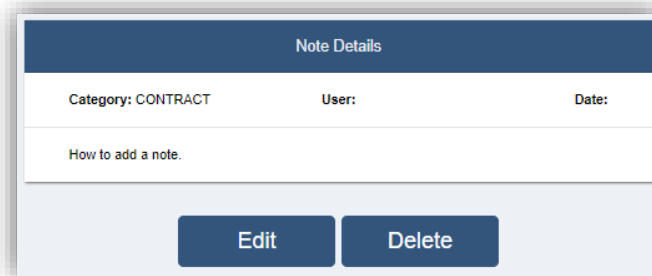 Note Details
Category: CONTRACT User: Date:
How to add a note.
Edit Delete